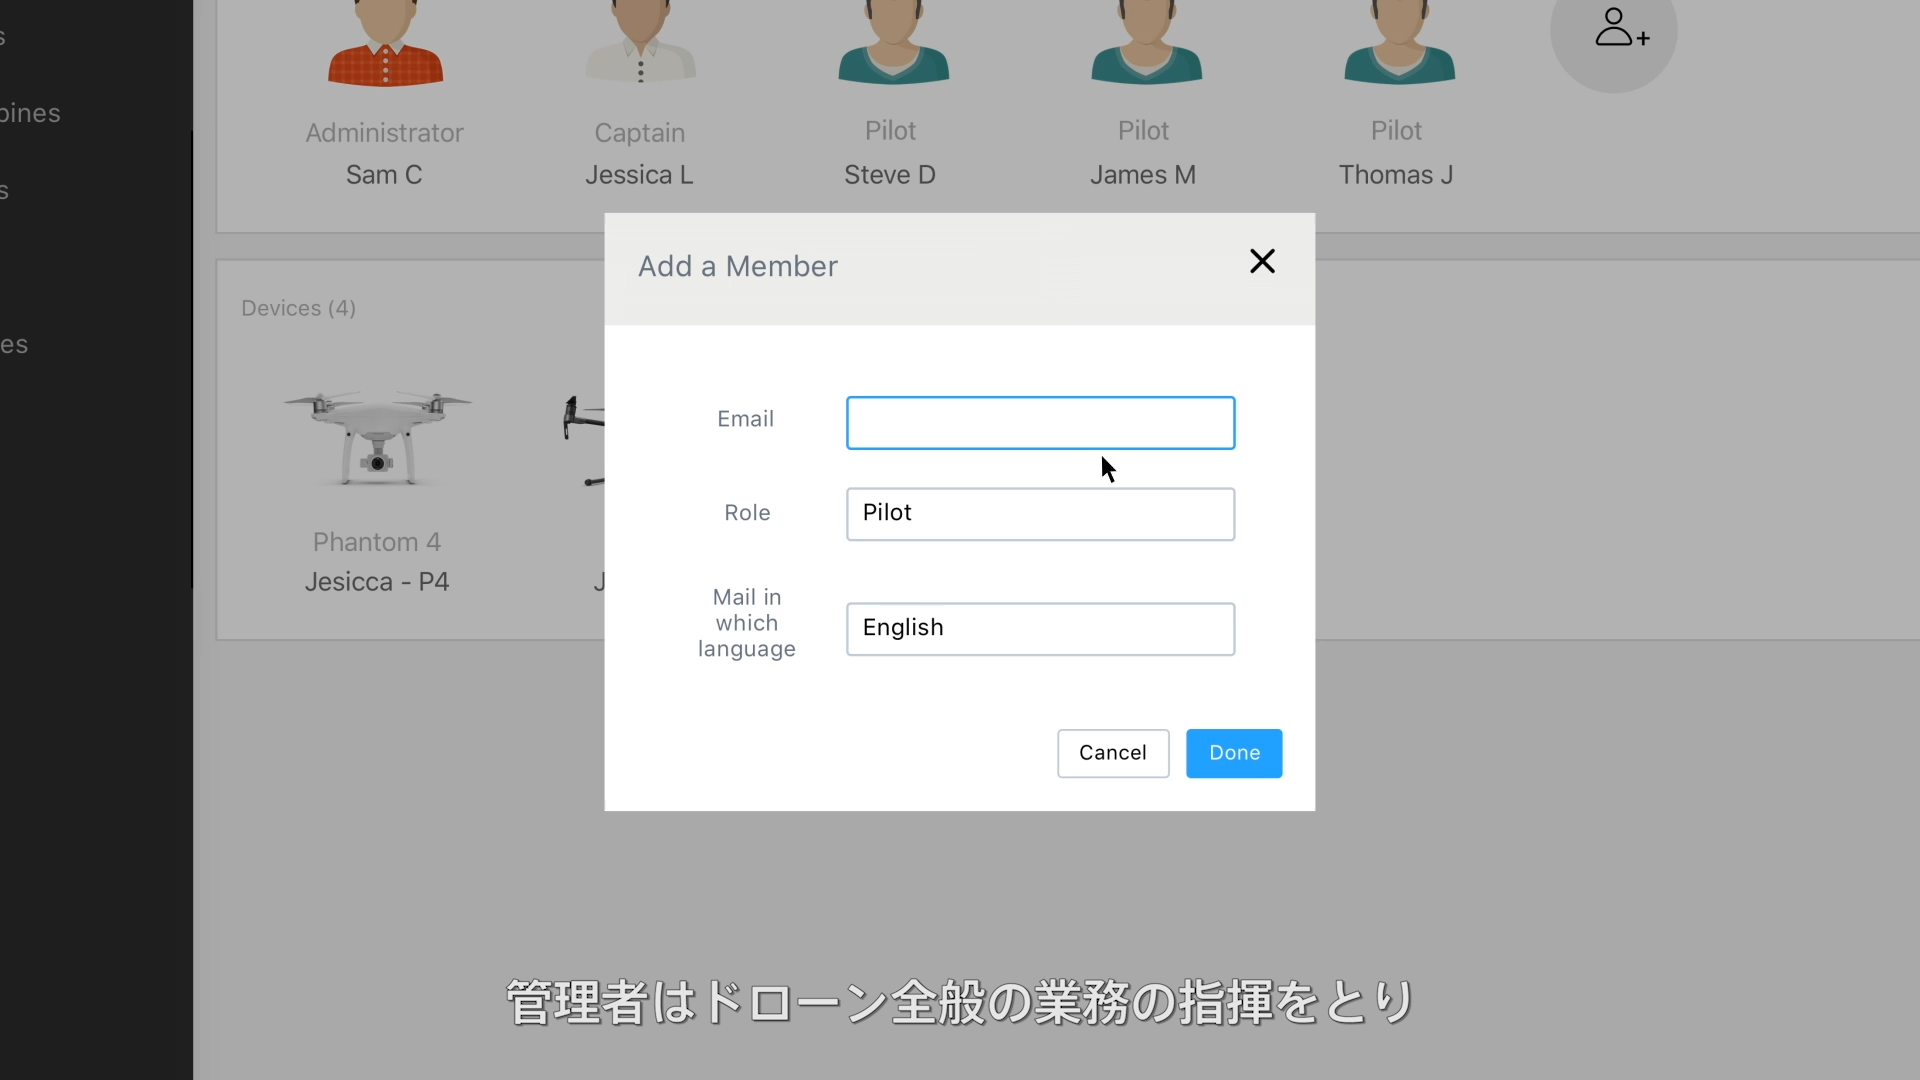 pines
es
Administrator
Captain
Pilot
Pilot
Pilot
Sam C
Jessica L
Steve D
James M
Thomas J
Devices (4)
Phantom 4
Jesicca - P4
Add a Member
Email
Role
Pilot
Mail in
which
language
English
Cancel
Done
管理者はドローン全般の業務の指揮をとり